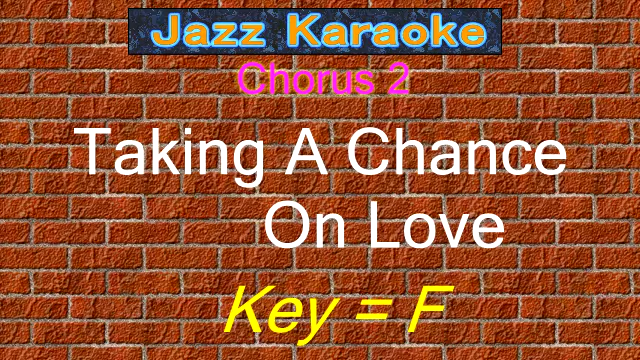 Jazz Karaoke
Chorus 2
Taking A Chance
On Love
Key = F